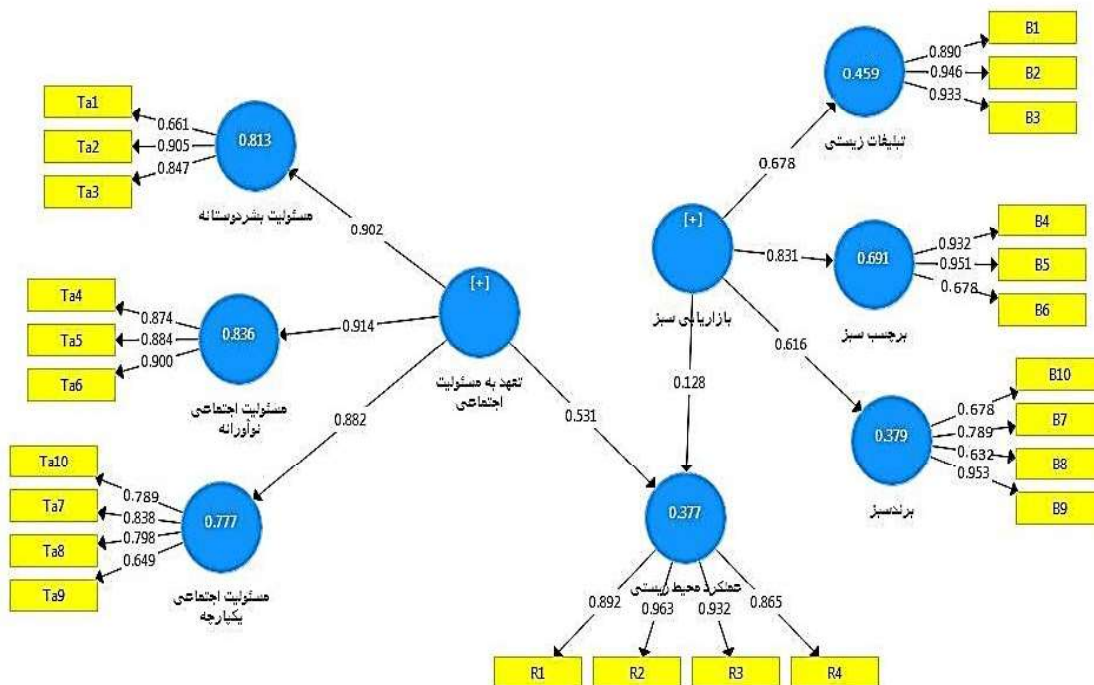 B1
0.890
0.459
0.946
B2
0.933
B3
تبلیغات زیستی
Ta1
0.661
0.813
Ta2
0.905
0.847
Ta3
مسئولیت بشردوستانه
0.678
0.902
[+]
0.831
0.691
B4
0.932
0.951
B5
0.678
B6
برچسب سبز
بازاریابی سبز
[+]
Ta4
0.874
0.836
0.914
Ta5
0.884
0.900
Ta6
مسئولیت اجتماعی
نوآورانه
تعهد به مسئولیت
اجتماعی
0.616
0.128
0.882
0.531
B10
0.678
0.379
0.789
B7
0.632
B8
0.953
B9
برندسبز
Ta10
0.789
0.777
Ta7
0.838
Ta8
0.798
0.649
Ta9
مسئولیت اجتماعی
یکپارچه
0.377
عملکرد محیط زیستی
0.892
0.963
0.932
0.865
R1
R2
R3
R4